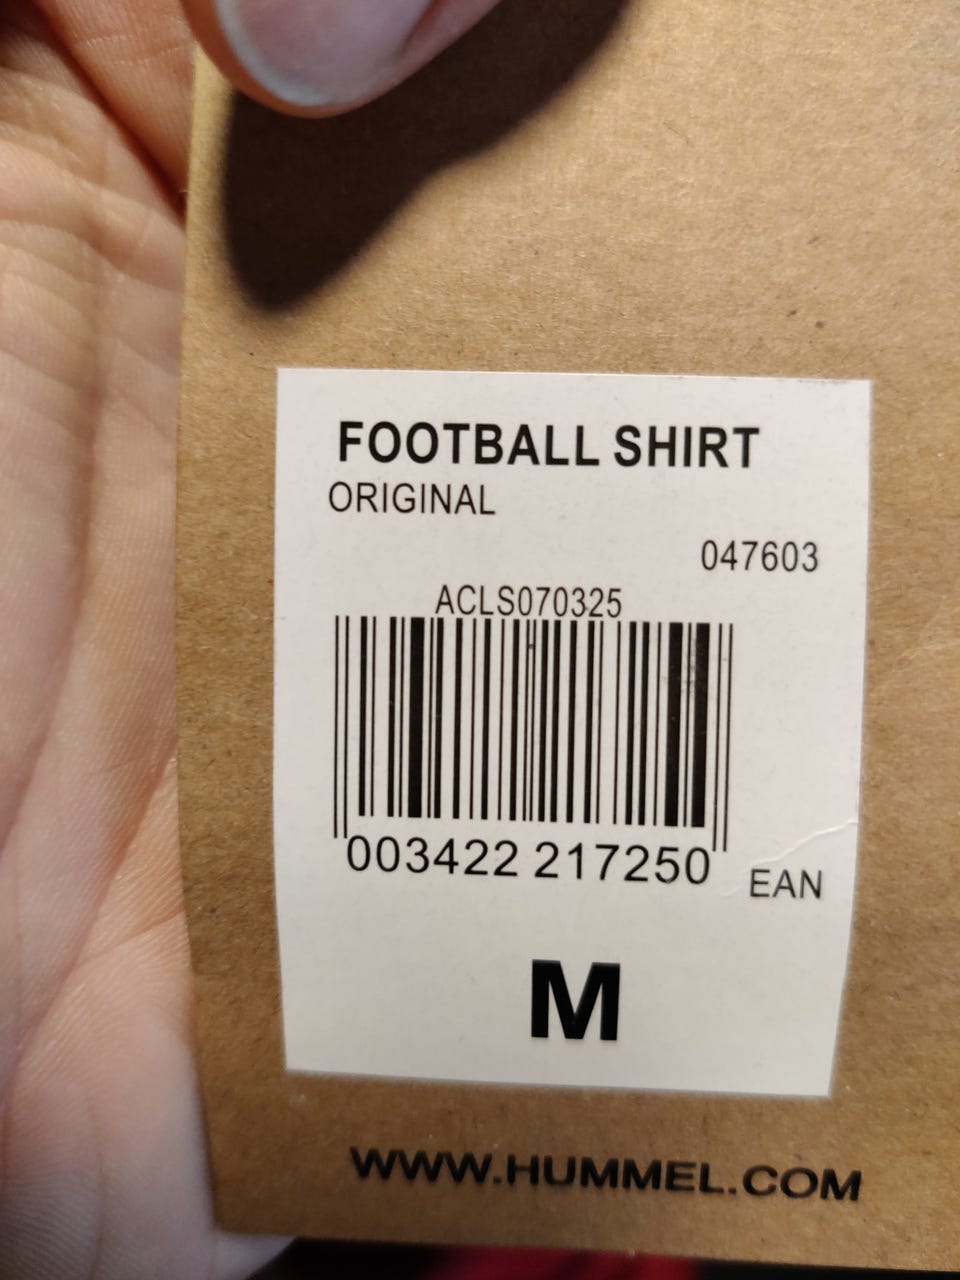 FOOTBALL SHIRT
ORIGINAL
047603
ACLS070325
003422 217250
EAN
M
WWW.HUMMEL.COM